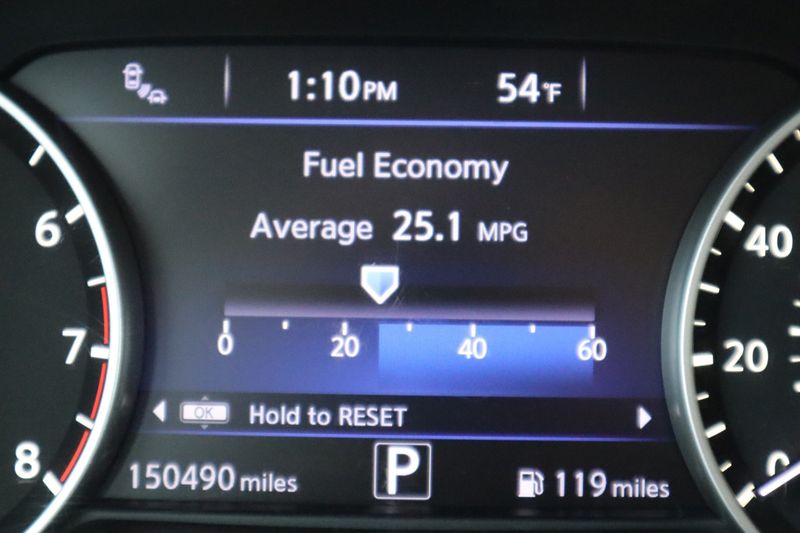 1:10PM 54°F
Fuel Economy
Average 25.1 MPG
0 20 40 60
OK Hold to RESET
150490 miles P 119 miles
6
7
8
40
20
0